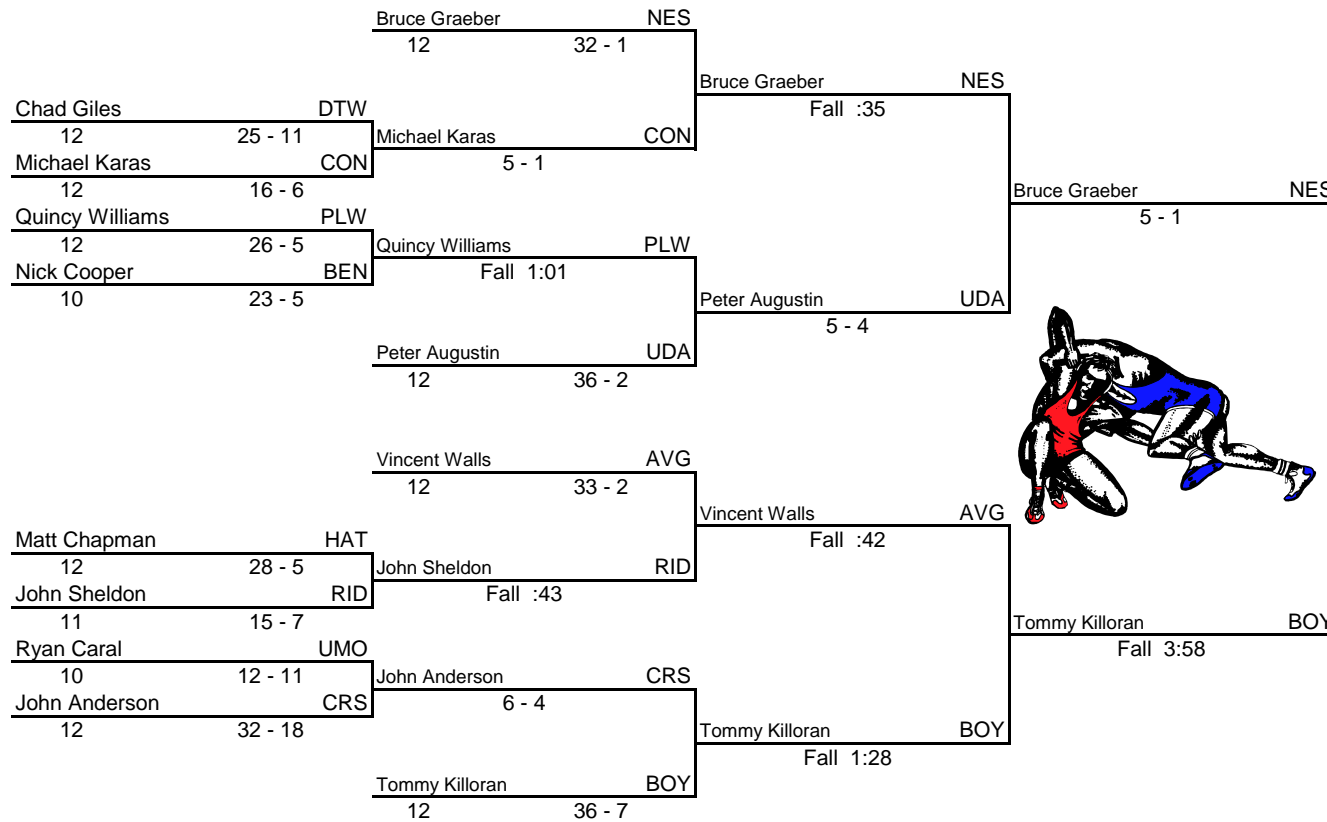 Bruce Graeber NES
12 32 - 1
Bruce Graeber NES
Fall :35
Chad Giles DTW
12 25 - 11
Michael Karas CON
5 - 1
Michael Karas CON
12 16 - 6
Bruce Graeber NES
5 - 1
Quincy Williams PLW
12 26 - 5
Quincy Williams PLW
Fall 1:01
Nick Cooper BEN
10 23 - 5
Peter Augustin UDA
5 - 4
Peter Augustin UDA
12 36 - 2
Vincent Walls AVG
12 33 - 2
Vincent Walls AVG
Fall :42
Matt Chapman HAT
12 28 - 5
John Sheldon RID
Fall :43
John Sheldon RID
11 15 - 7
Tommy Killoran BOY
Fall 3:58
Ryan Caral UMO
10 12 - 11
John Anderson CRS
6 - 4
John Anderson CRS
12 32 - 18
Tommy Killoran BOY
Fall 1:28
Tommy Killoran BOY
12 36 - 7